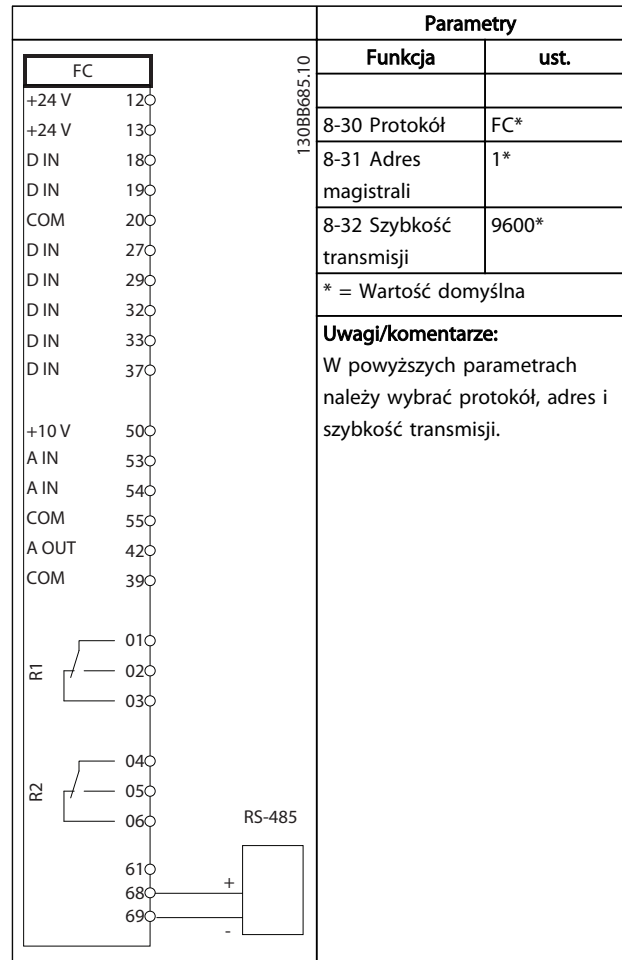 Parametry
Funkcja ust.
8-30 Protokół FC*
8-31 Adres magistrali 1*
8-32 Szybkość transmisji 9600*
* = Wartość domyślna
Uwagi/komentarze:
W powyższych parametrach
należy wybrać protokół, adres i
szybkość transmisji.
FC
130BB685.10
+24 V 12
+24 V 13
D IN 18
D IN 19
COM 20
D IN 27
D IN 29
D IN 32
D IN 33
D IN 37
+10 V 50
A IN 53
A IN 54
COM 55
A OUT 42
COM 39
R1
01
02
03
R2
04
05
06
RS-485
61
68 +
69 -